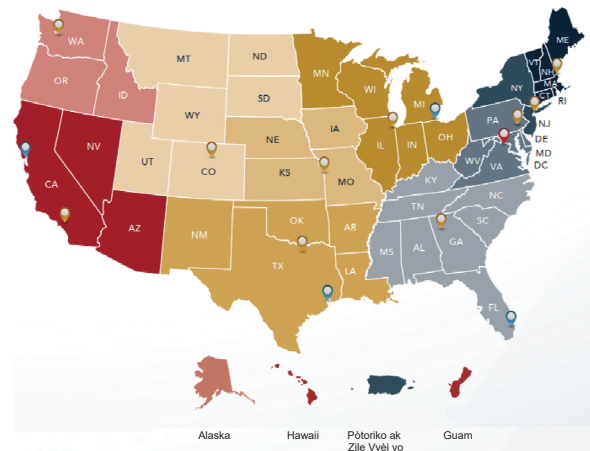 WA
OR
ID
MT
ND
SD
WY
UT
CO
NE
KS
IA
MO
MN
WI
MI
IL
IN
OH
CA
NV
AZ
NM
OK
TX
AR
LA
KY
TN
MS
AL
GA
NC
SC
FL
ME
VT
NH
MA
CT
RI
NY
NJ
PA
DE
MD
DC
WV
VA
Alaska
Hawaii
Pòtoriko ak
Zile Vyèj yo
Guam